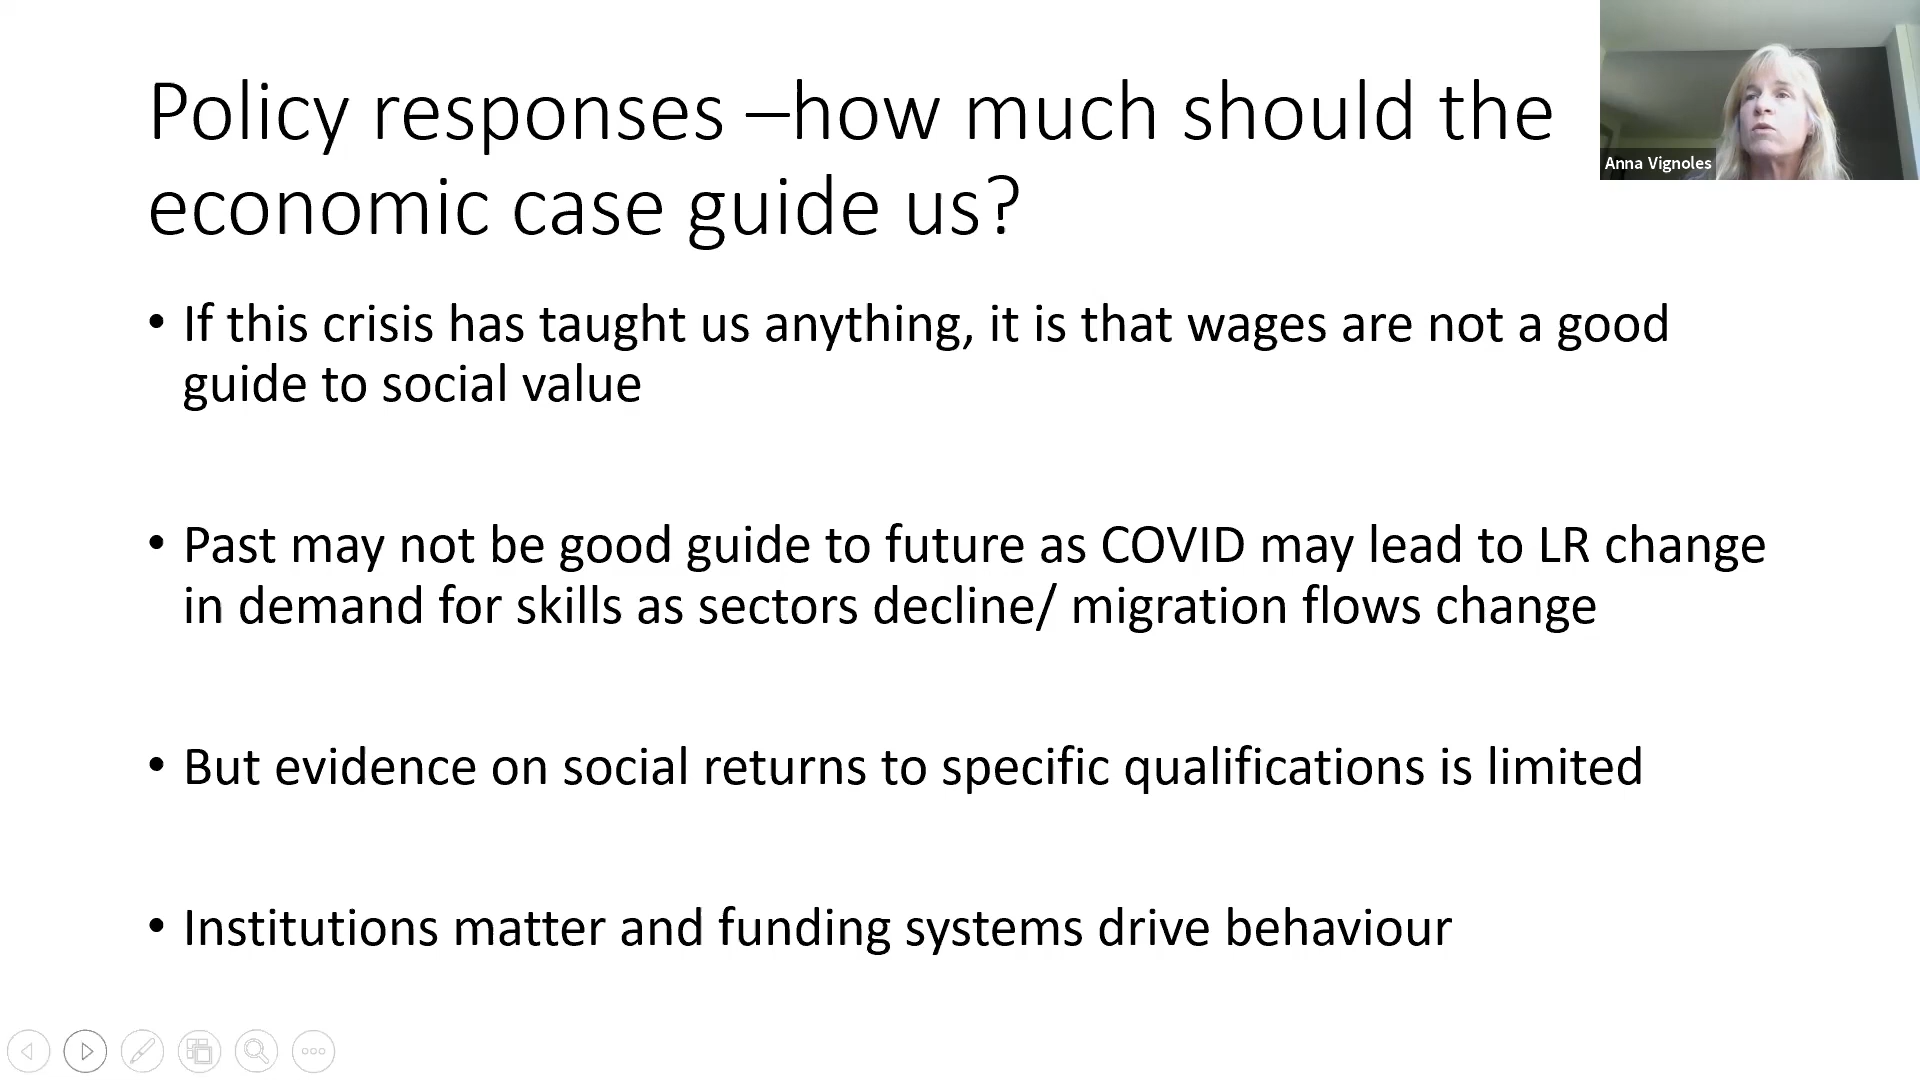 Policy responses –how much should the
economic case guide us?
Anna Vignoles
• If this crisis has taught us anything, it is that wages are not a good
guide to social value
• Past may not be good guide to future as COVID may lead to LR change
in demand for skills as sectors decline/ migration flows change
• But evidence on social returns to specific qualifications is limited
• Institutions matter and funding systems drive behaviour